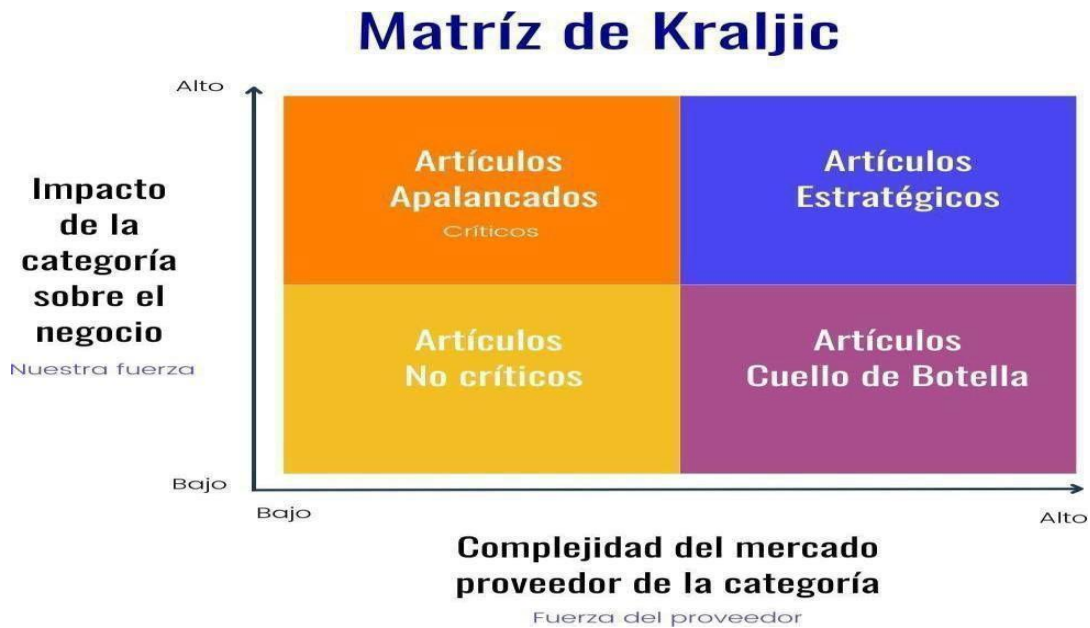 Matríz de Kraljic
Alto
Impacto
de la
categoría
sobre el
negocio
Nuestra fuerza
Artículos
Apalancados
Críticos
Artículos
Estratégicos
Artículos
No críticos
Artículos
Cuello de Botella
Bajo
Bajo
Alto
Complejidad del mercado
proveedor de la categoría
Fuerza del proveedor